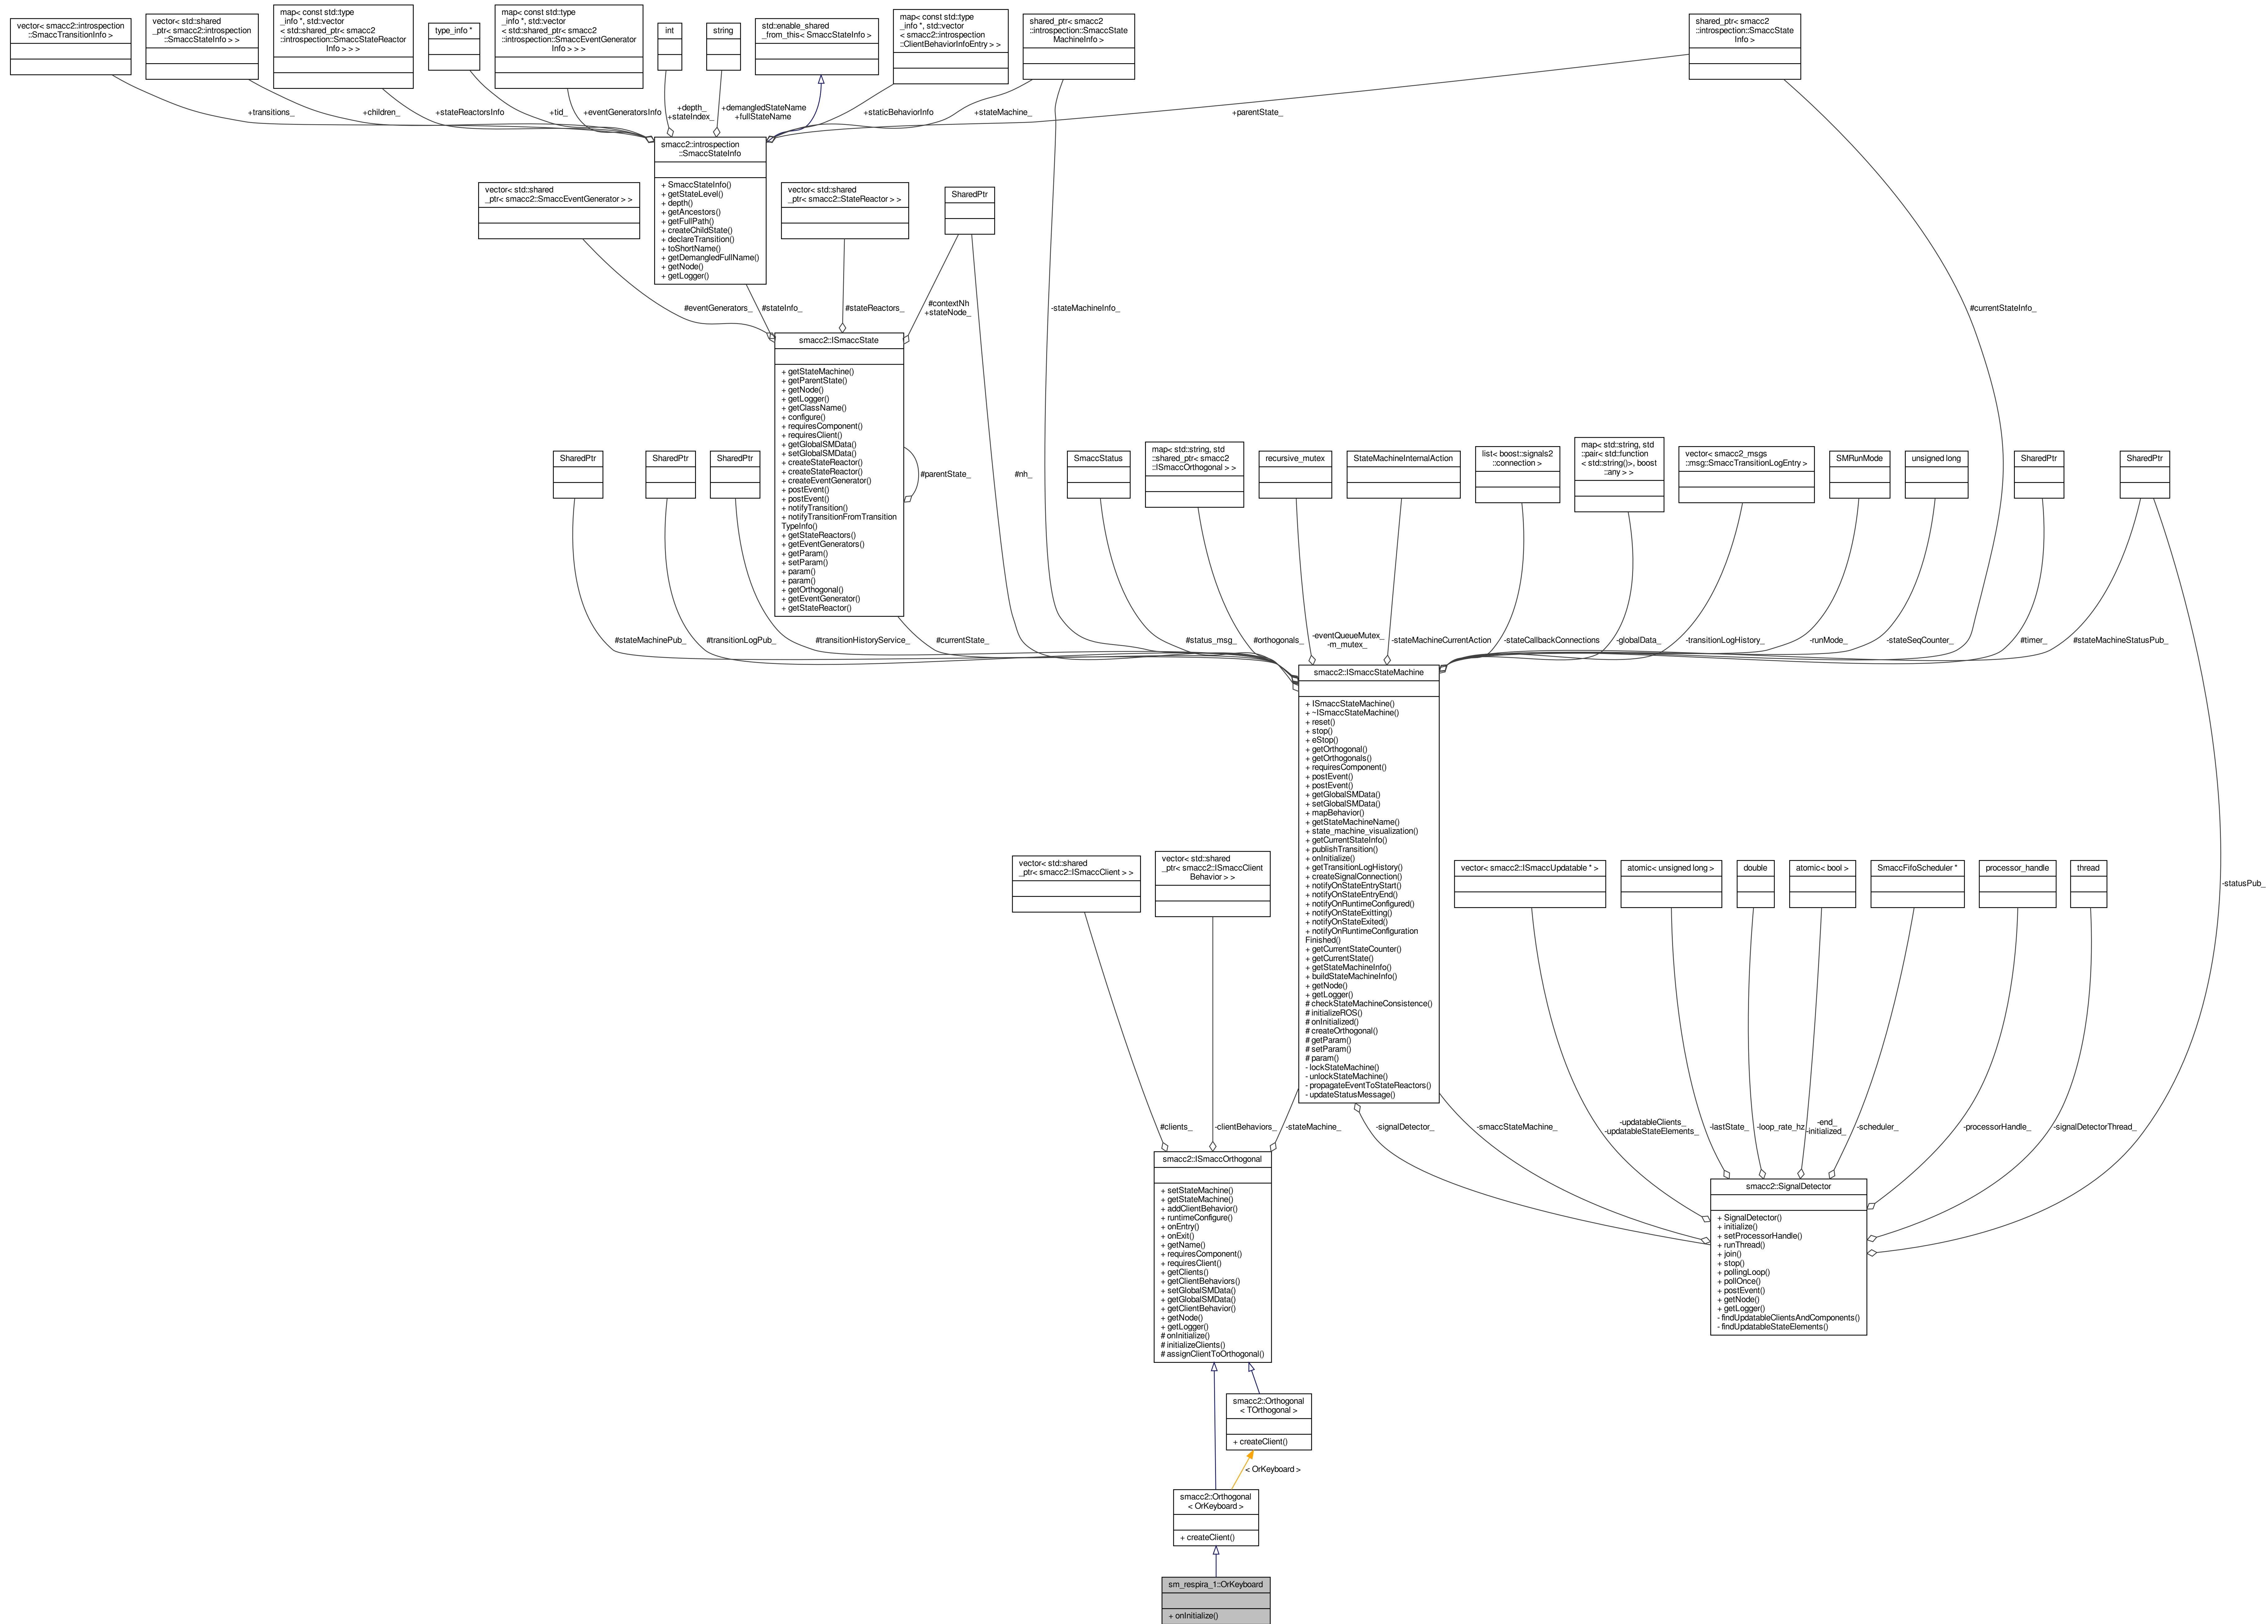 vector< smacc2::introspection
::SmaccTransitionInfo >
vector< std::shared
_ptr< smacc2::introspection
::SmaccStateInfo > >
map< const std::type
_info *, std::vector
< std::shared_ptr< smacc2
::introspection::SmaccStateReactor
Info > > >
type_info *
map< const std::type
_info *, std::vector
< std::shared_ptr< smacc2
::introspection::SmaccEventGenerator
Info > > >
int
string
std::enable_shared
_from_this< SmaccStateInfo >
map< const std::type
_info *, std::vector
< smacc2::introspection
::ClientBehaviorInfoEntry > >
shared_ptr< smacc2
::introspection::SmaccState
MachineInfo >
shared_ptr< smacc2
::introspection::SmaccState
Info >
+transitions_
+children_
+stateReactorsInfo
+tid_
+eventGeneratorsInfo
+depth_
+stateIndex_
+demangledStateName
+fullStateName
+staticBehaviorInfo
+stateMachine_
+parentState_
smacc2::introspection
::SmaccStateInfo
+ SmaccStateInfo()
+ getStateLevel()
+ depth()
+ getAncestors()
+ getFullPath()
+ createChildState()
+ declareTransition()
+ toShortName()
+ getDemangledFullName()
+ getNode()
+ getLogger()
vector< std::shared
_ptr< smacc2::SmaccEventGenerator > >
vector< std::shared
_ptr< smacc2::StateReactor > >
SharedPtr
#eventGenerators_
#stateInfo_
#stateReactors_
#contextNh
+stateNode_
-stateMachineInfo_
#currentStateInfo_
smacc2::ISmaccState
+ getStateMachine()
+ getParentState()
+ getNode()
+ getLogger()
+ getClassName()
+ configure()
+ requiresComponent()
+ requiresClient()
+ getGlobalSMData()
+ setGlobalSMData()
+ createStateReactor()
+ createStateReactor()
+ createEventGenerator()
+ postEvent()
+ postEvent()
+ notifyTransition()
+ notifyTransitionFromTransition
TypeInfo()
+ getStateReactors()
+ getEventGenerators()
+ getParam()
+ setParam()
+ param()
+ param()
+ getOrthogonal()
+ getEventGenerator()
+ getStateReactor()
#parentState_
#nh_
SharedPtr
SharedPtr
SharedPtr
SmaccStatus
map< std::string, std
::shared_ptr< smacc2
::ISmaccOrthogonal > >
recursive_mutex
StateMachineInternalAction
list< boost::signals2
::connection >
map< std::string, std
::pair< std::function
< std::string()>, boost
::any > >
vector< smacc2_msgs
::msg::SmaccTransitionLogEntry >
SMRunMode
unsigned long
SharedPtr
SharedPtr
#stateMachinePub_
#transitionLogPub_
#transitionHistoryService_
#currentState_
#status_msg_
#orthogonals_
-eventQueueMutex_
-m_mutex_
-stateMachineCurrentAction
-stateCallbackConnections
-globalData_
-transitionLogHistory_
-runMode_
-stateSeqCounter_
#timer_
#stateMachineStatusPub_
smacc2::ISmaccStateMachine
+ ISmaccStateMachine()
+ ~ISmaccStateMachine()
+ reset()
+ stop()
+ eStop()
+ getOrthogonal()
+ getOrthogonals()
+ requiresComponent()
+ postEvent()
+ postEvent()
+ getGlobalSMData()
+ setGlobalSMData()
+ mapBehavior()
+ getStateMachineName()
+ state_machine_visualization()
+ getCurrentStateInfo()
+ publishTransition()
+ onInitialize()
+ getTransitionLogHistory()
+ createSignalConnection()
+ notifyOnStateEntryStart()
+ notifyOnStateEntryEnd()
+ notifyOnRuntimeConfigured()
+ notifyOnStateExitting()
+ notifyOnStateExited()
+ notifyOnRuntimeConfiguration
Finished()
+ getCurrentStateCounter()
+ getCurrentState()
+ getStateMachineInfo()
+ buildStateMachineInfo()
+ getNode()
+ getLogger()
# checkStateMachineConsistence()
# initializeROS()
# onInitialized()
# createOrthogonal()
# getParam()
# setParam()
# param()
- lockStateMachine()
- unlockStateMachine()
- propagateEventToStateReactors()
- updateStatusMessage()
vector< std::shared
_ptr< smacc2::ISmaccClient > >
vector< std::shared
_ptr< smacc2::ISmaccClient
Behavior > >
vector< smacc2::ISmaccUpdatable * >
atomic< unsigned long >
double
atomic< bool >
SmaccFifoScheduler *
processor_handle
thread
-statusPub_
#clients_
-clientBehaviors_
-stateMachine_
-signalDetector_
-smaccStateMachine_
-updatableClients_
-updatableStateElements_
-lastState_
-loop_rate_hz
-end_
-initialized_
-scheduler_
-processorHandle_
-signalDetectorThread_
smacc2::ISmaccOrthogonal
+ setStateMachine()
+ getStateMachine()
+ addClientBehavior()
+ runtimeConfigure()
+ onEntry()
+ onExit()
+ getName()
+ requiresComponent()
+ requiresClient()
+ getClients()
+ getClientBehaviors()
+ setGlobalSMData()
+ getGlobalSMData()
+ getClientBehavior()
+ getNode()
+ getLogger()
# onInitialize()
# initializeClients()
# assignClientToOrthogonal()
smacc2::SignalDetector
+ SignalDetector()
+ initialize()
+ setProcessorHandle()
+ runThread()
+ join()
+ stop()
+ pollingLoop()
+ pollOnce()
+ postEvent()
+ getNode()
+ getLogger()
- findUpdatableClientsAndComponents()
- findUpdatableStateElements()
smacc2::Orthogonal
< TOrthogonal >
+ createClient()
< OrKeyboard >
smacc2::Orthogonal
< OrKeyboard >
+ createClient()
sm_respira_1::OrKeyboard
+ onInitialize()